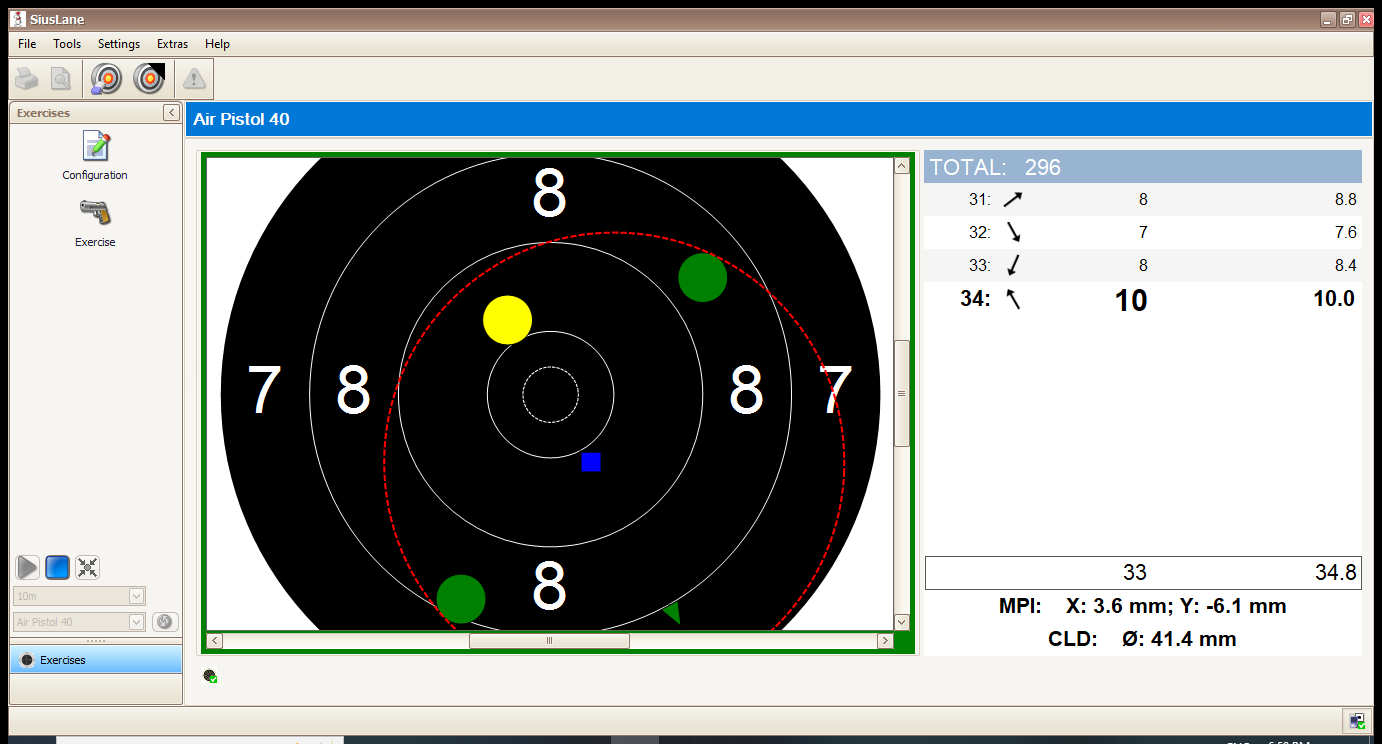 SiusLane
File Tools Settings Extras Help
Exercises
Configuration
Exercise
10m
Air Pistol 40
Exercises
Air Pistol 40
8
7 8 8 7
8
TOTAL: 296
31: 8 8.8
32: 7 7.6
33: 8 8.4
34: 10 10.0
33 34.8
MPI: X: 3.6 mm; Y: -6.1 mm
CLD: Ø: 41.4 mm